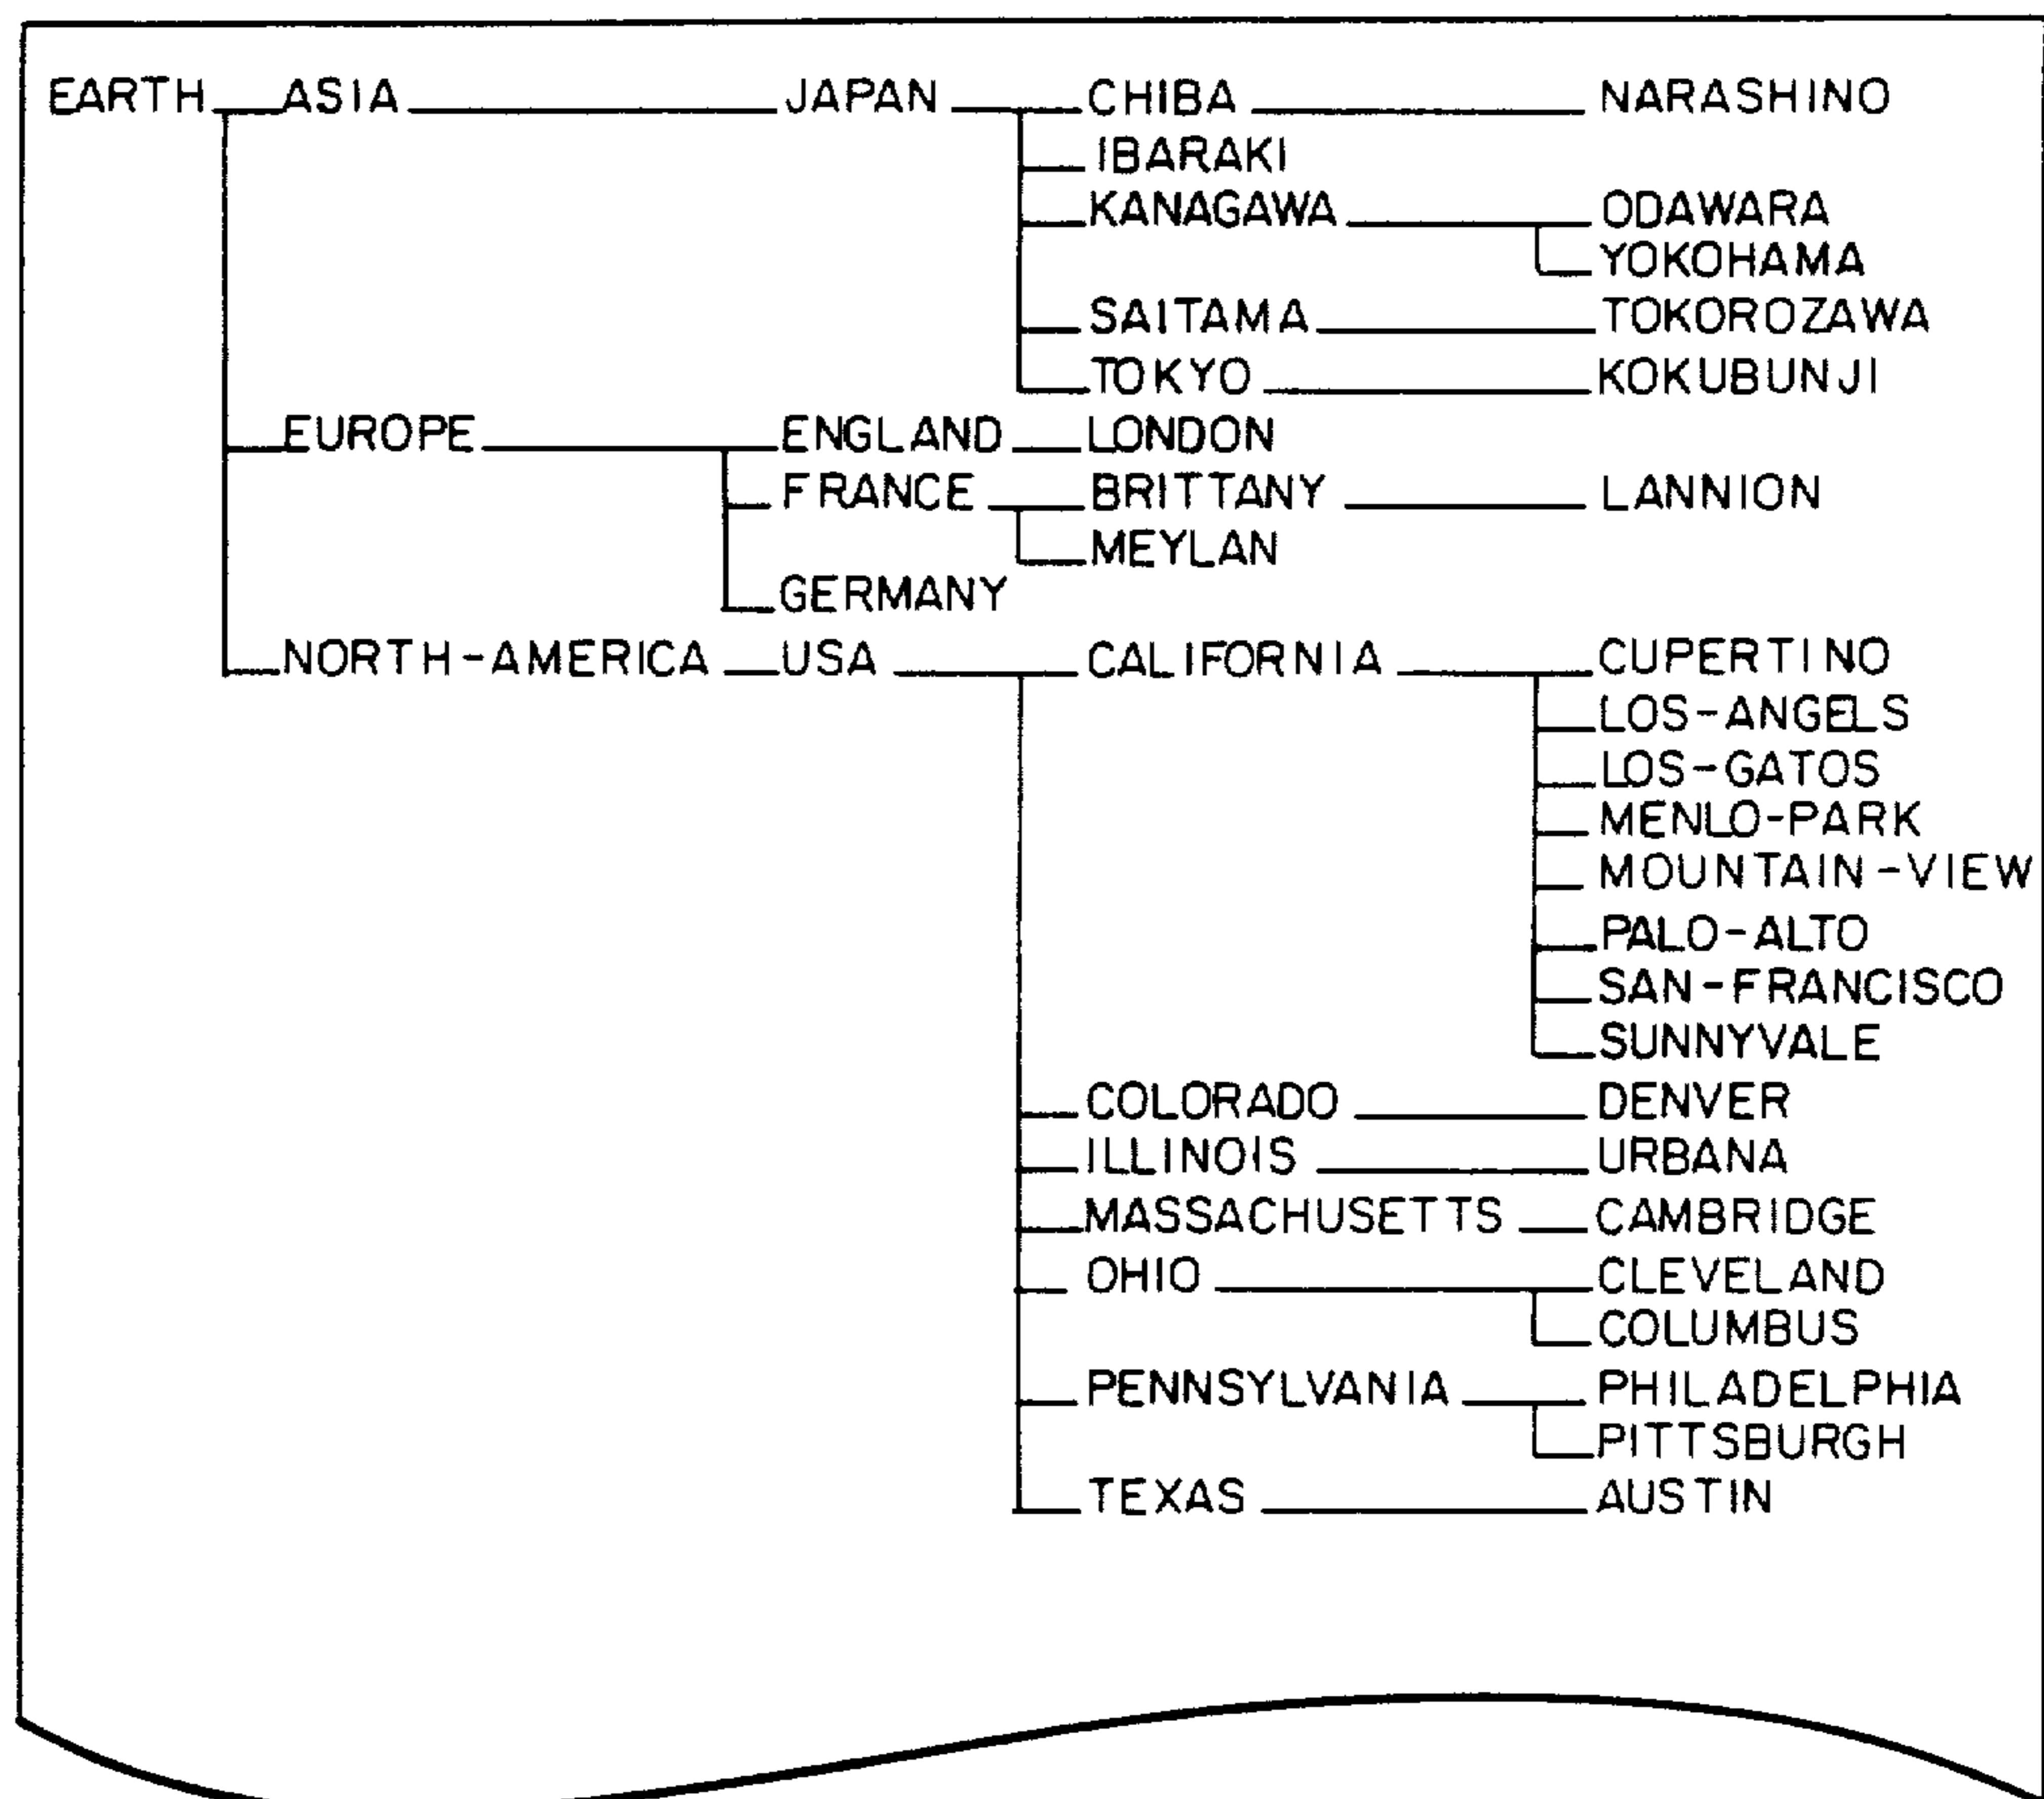 EARTH ASIA JAPAN CHIBA NARASHINO
IBARAKI
KANAGAWA ODAWARA
YOKOHAMA
SAITAMA TOKOROZAWA
TOKYO KOKUBUNJI
EUROPE ENGLAND LONDON
FRANCE BRITTANY LANNION
MEYLAN
GERMANY
NORTH-AMERICA USA CALIFORNIA CUPERTINO
LOS-ANGELS
LOS-GATOS
MENLO-PARK
MOUNTAIN-VIEW
PALO-ALTO
SAN-FRANCISCO
SUNNYVALE
COLORADO DENVER
ILLINOIS URBANA
MASSACHUSETTS CAMBRIDGE
OHIO CLEVELAND
COLUMBUS
PENNSYLVANIA PHILADELPHIA
PITTSBURGH
TEXAS AUSTIN